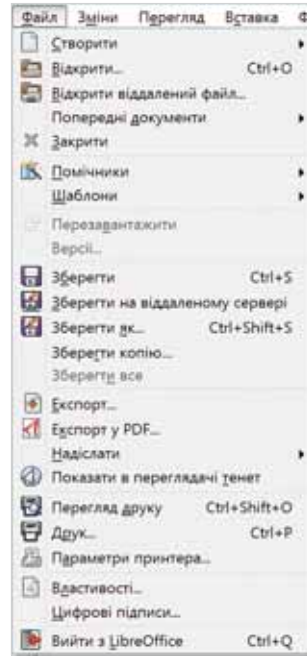 Файл Зміни Перегляд Вставка Ф
Створити
Відкрити... Ctrl+O
Відкрити віддалений файл...
Попередні документи
Закрити
Помічники
Шаблони
Перезавантажити
Версії...
Зберегти Ctrl+S
Зберегти на віддаленому сервері
Зберегти як... Ctrl+Shift+S
Зберегти копію...
Зберегти все
Експорт...
Експорт у PDF...
Надіслати
Показати в переглядачі тенет
Перегляд друку Ctrl+Shift+O
Друк... Ctrl+P
Параметри принтера...
Властивості...
Цифрові підписи...
Вийти з LibreOffice Ctrl+Q